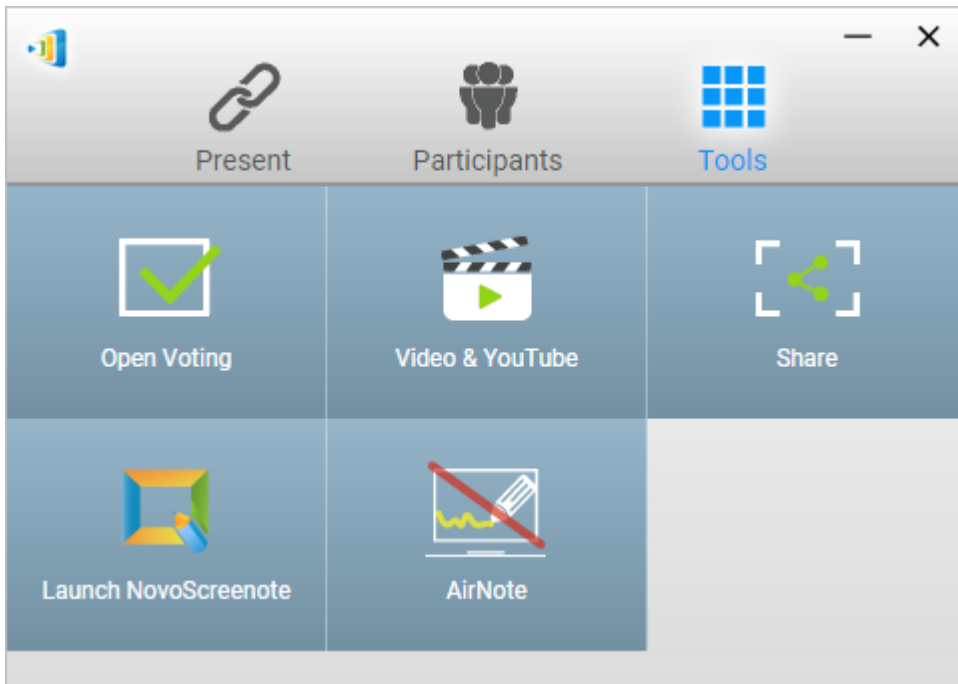 Present Participants Tools
Open Voting Video & YouTube Share
Launch NovoScreenote AirNote